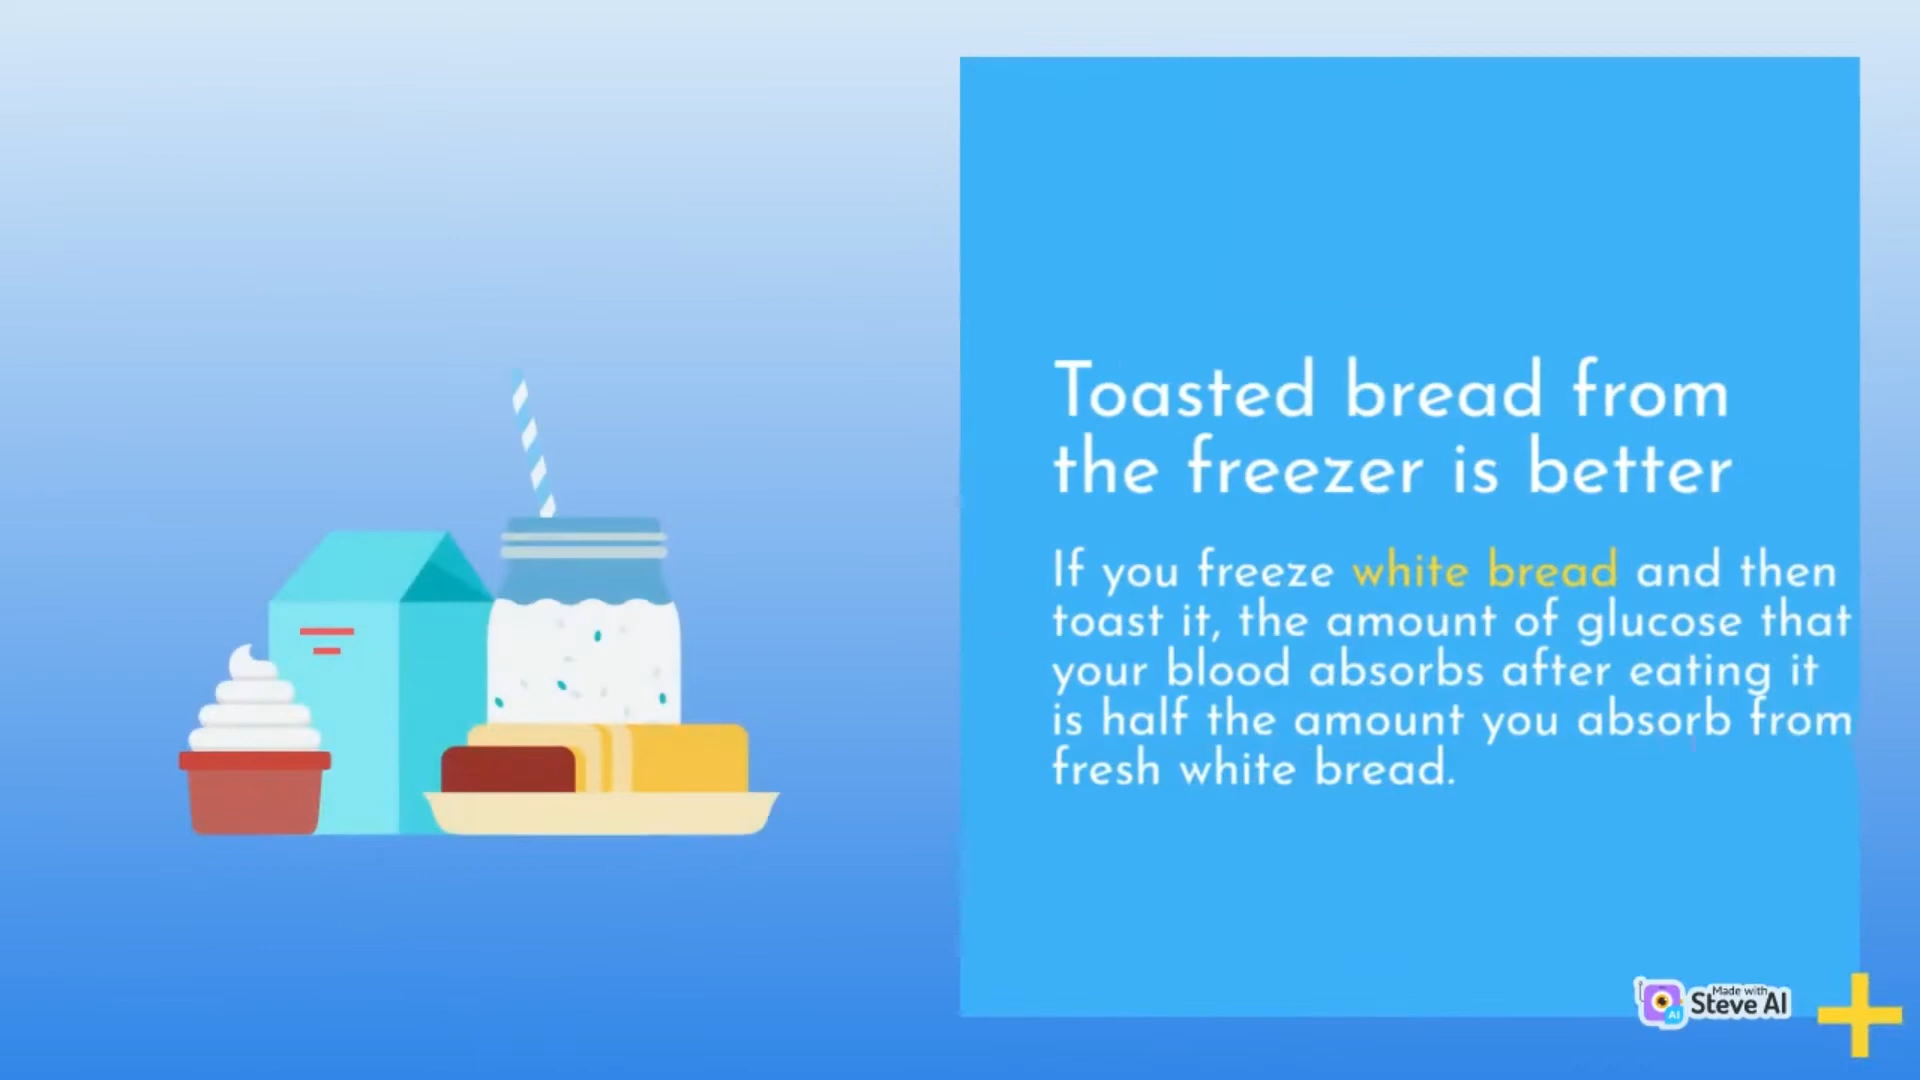 Toasted bread from
the freezer is better
If you freeze white bread and then
toast it, the amount of glucose that
your blood absorbs after eating it
is half the amount you absorb from
fresh white bread.
Made with
Steve AI
AI